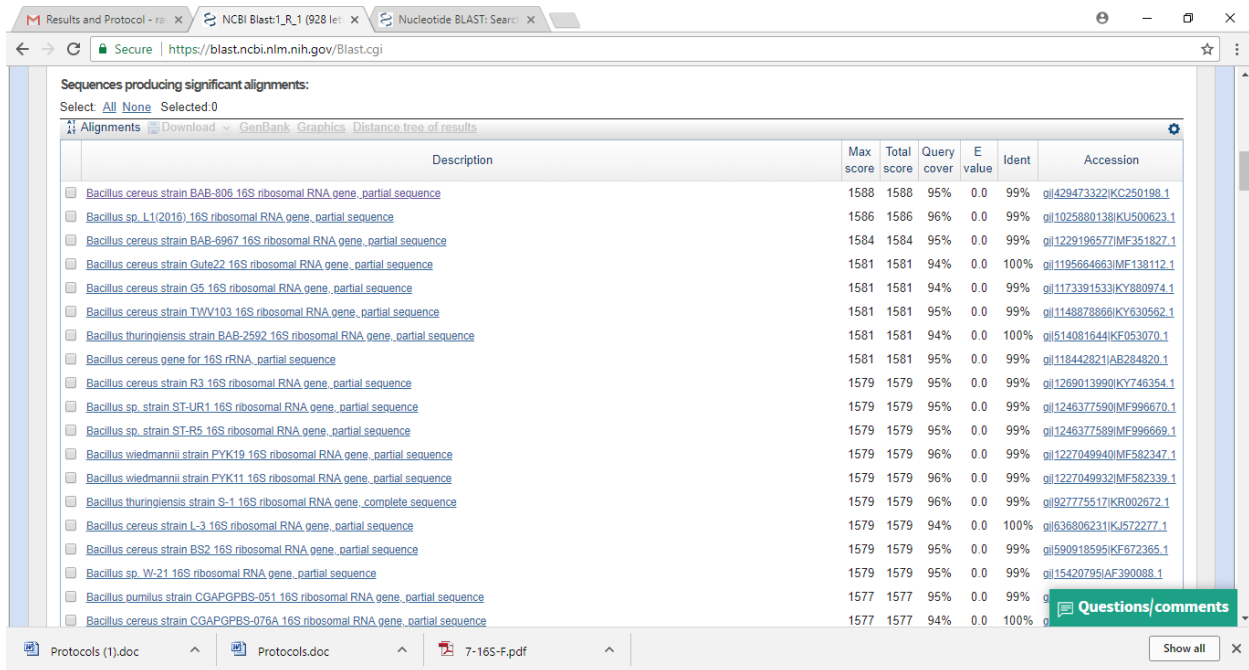 Results and Protocol - ra
NCBI Blast:1_R_1 (928 let
Nucleotide BLAST: Search
Secure | https://blast.ncbi.nlm.nih.gov/Blast.cgi
Sequences producing significant alignments:
Select: All None Selected:0
Alignments Download GenBank Graphics Distance tree of results
Description Max score Total score Query cover E value Ident Accession
Bacillus cereus strain BAB-806 16S ribosomal RNA gene, partial sequence 1588 1588 95% 0.0 99% gi|429473322|KC250198.1
Bacillus sp. L1(2016) 16S ribosomal RNA gene, partial sequence 1586 1586 96% 0.0 99% gi|1025880138|KU500623.1
Bacillus cereus strain BAB-6967 16S ribosomal RNA gene, partial sequence 1584 1584 95% 0.0 99% gi|1229196577|MF351827.1
Bacillus cereus strain Gute22 16S ribosomal RNA gene, partial sequence 1581 1581 94% 0.0 100% gi|1195664663|MF138112.1
Bacillus cereus strain G5 16S ribosomal RNA gene, partial sequence 1581 1581 94% 0.0 99% gi|1173391533|KY880974.1
Bacillus cereus strain TWV103 16S ribosomal RNA gene, partial sequence 1581 1581 95% 0.0 99% gi|1148878866|KY630562.1
Bacillus thuringiensis strain BAB-2592 16S ribosomal RNA gene, partial sequence 1581 1581 94% 0.0 100% gi|514081644|KF053070.1
Bacillus cereus gene for 16S rRNA, partial sequence 1581 1581 95% 0.0 99% gi|118442821|AB284820.1
Bacillus cereus strain R3 16S ribosomal RNA gene, partial sequence 1579 1579 95% 0.0 99% gi|1269013990|KY746354.1
Bacillus sp. strain ST-UR1 16S ribosomal RNA gene, partial sequence 1579 1579 95% 0.0 99% gi|1246377590|MF996670.1
Bacillus sp. strain ST-R5 16S ribosomal RNA gene, partial sequence 1579 1579 95% 0.0 99% gi|1246377589|MF996669.1
Bacillus wiedmannii strain PYK19 16S ribosomal RNA gene, partial sequence 1579 1579 96% 0.0 99% gi|1227049940|MF582347.1
Bacillus wiedmannii strain PYK11 16S ribosomal RNA gene, partial sequence 1579 1579 96% 0.0 99% gi|1227049932|MF582339.1
Bacillus thuringiensis strain S-1 16S ribosomal RNA gene, complete sequence 1579 1579 96% 0.0 99% gi|927775517|KR002672.1
Bacillus cereus strain L-3 16S ribosomal RNA gene, partial sequence 1579 1579 94% 0.0 100% gi|636806231|KJ572277.1
Bacillus cereus strain BS2 16S ribosomal RNA gene, partial sequence 1579 1579 95% 0.0 99% gi|590918595|KF672365.1
Bacillus sp. W-21 16S ribosomal RNA gene, partial sequence 1579 1579 95% 0.0 99% gi|15420795|AF390088.1
Bacillus pumilus strain CGAPGPBS-051 16S ribosomal RNA gene, partial sequence 1577 1577 95% 0.0 99% g
Bacillus cereus strain CGAPGPBS-076A 16S ribosomal RNA gene, partial sequence 1577 1577 94% 0.0 100% g
Questions/comments
Protocols (1).doc
Protocols.doc
7-16S-F.pdf
Show all